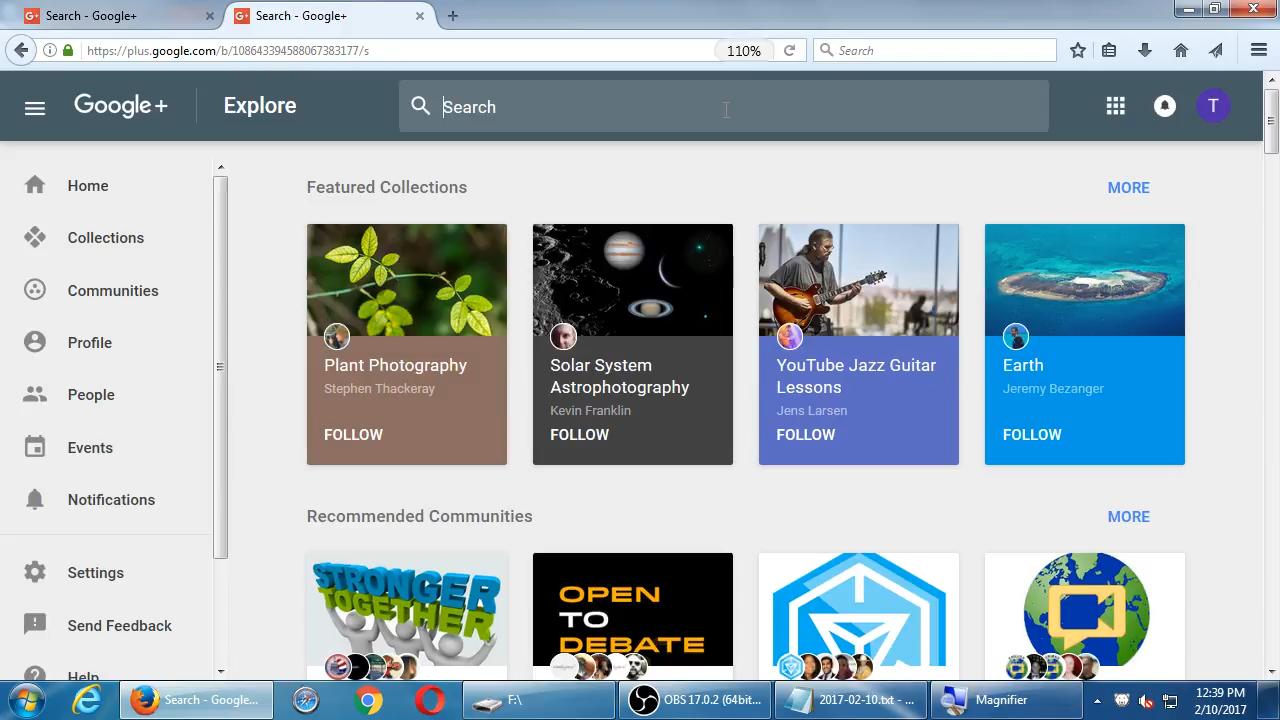 Search - Google+
Search - Google+
https://plus.google.com/b/108643394588067383177/s
110%
Search
Google+
Explore
Search
T
Home
Collections
Communities
Profile
People
Events
Notifications
Settings
Send Feedback
Help
Featured Collections
MORE
Plant Photography
Stephen Thackeray
FOLLOW
Solar System
Astrophotography
Kevin Franklin
FOLLOW
YouTube Jazz Guitar
Lessons
Jens Larsen
FOLLOW
Earth
Jeremy Bezanger
FOLLOW
Recommended Communities
MORE
STRONGER
TOGETHER
OPEN
TO
DEBATE
Search - Google...
F:\
OBS 17.0.2 (64bit...
2017-02-10.txt - ...
Magnifier
12:39 PM
2/10/2017